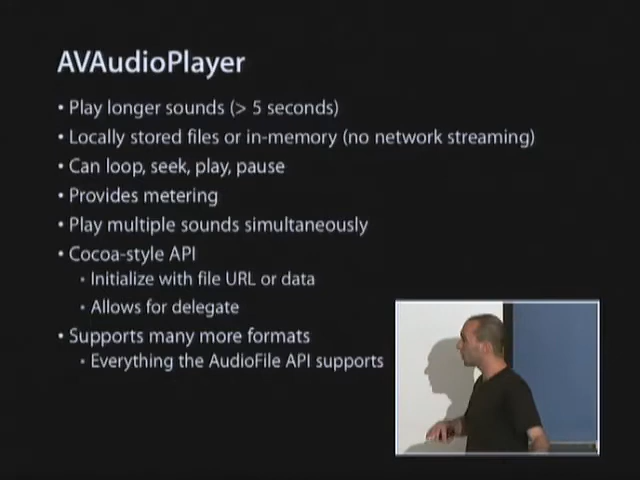 AVAudioPlayer
• Play longer sounds (> 5 seconds)
• Locally stored files or in-memory (no network streaming)
• Can loop, seek, play, pause
• Provides metering
• Play multiple sounds simultaneously
• Cocoa-style API
• Initialize with file URL or data
• Allows for delegate
• Supports many more formats
• Everything the AudioFile API supports